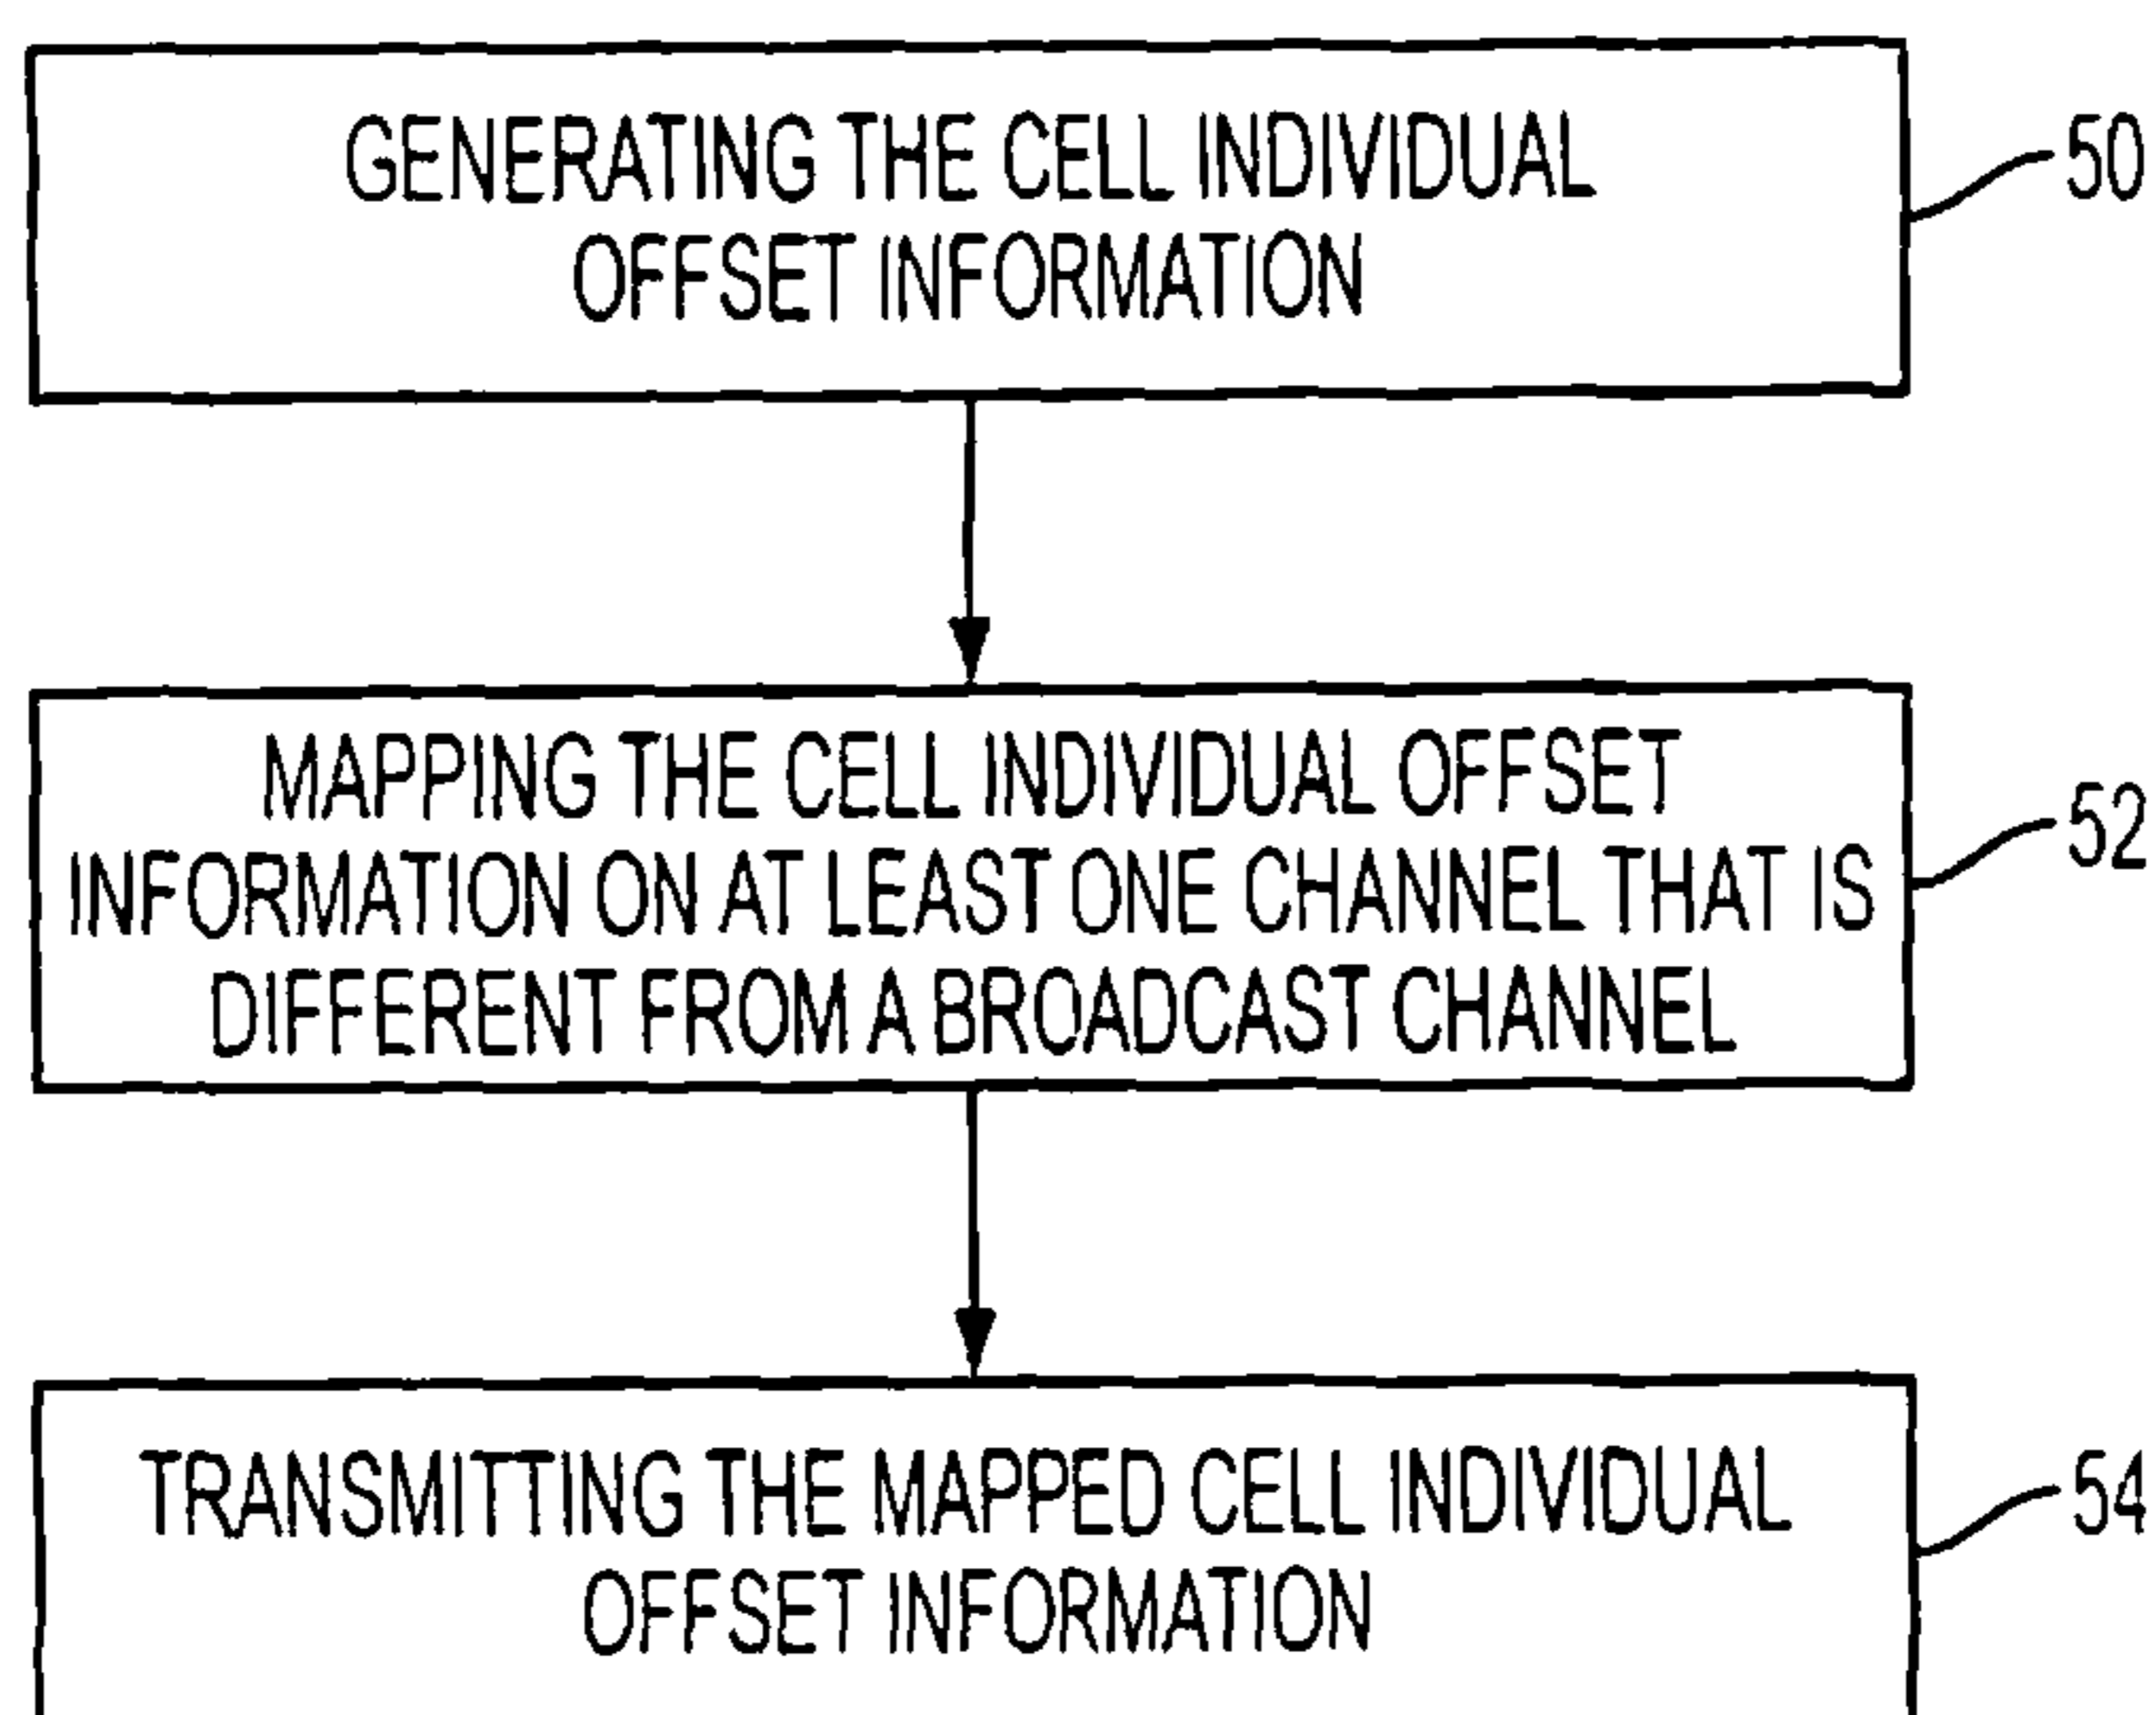 GENERATING THE CELL INDIVIDUAL
OFFSET INFORMATION
50
MAPPING THE CELL INDIVIDUAL OFFSET
INFORMATION ON AT LEAST ONE CHANNEL THAT IS
DIFFERENT FROM A BROADCAST CHANNEL
52
TRANSMITTING THE MAPPED CELL INDIVIDUAL
OFFSET INFORMATION
54